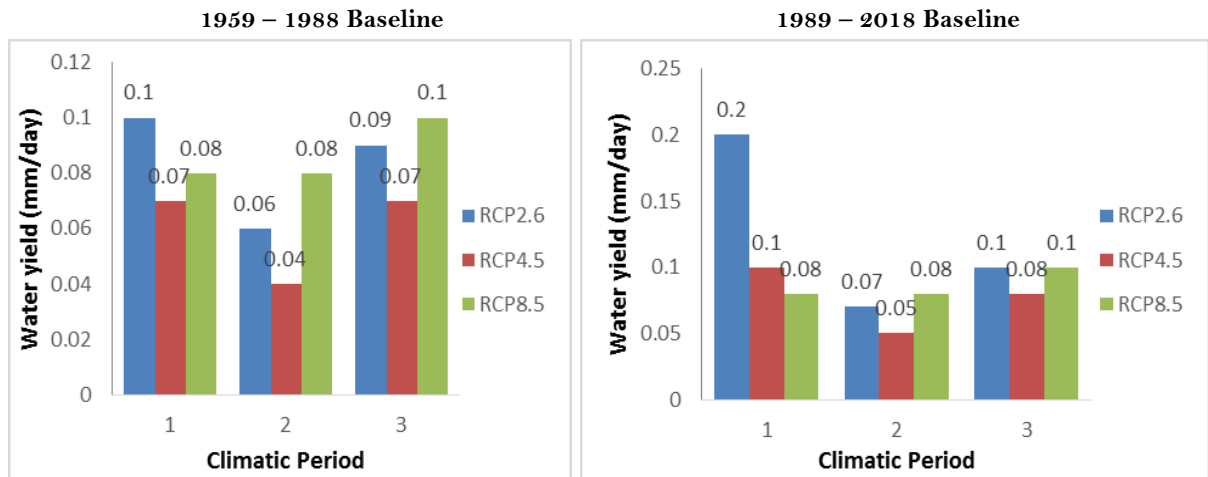 1959 – 1988 Baseline
Water yield (mm/day)
0.12
0.1
0.08
0.06
0.04
0.02
0
0.1
0.07
0.08
0.06
0.04
0.08
0.09
0.07
0.1
1 2 3
Climatic Period
RCP2.6
RCP4.5
RCP8.5
1989 – 2018 Baseline
Water yield (mm/day)
0.25
0.2
0.15
0.1
0.05
0
0.2
0.1
0.08
0.07
0.05
0.08
0.1
0.08
0.1
1 2 3
Climatic Period
RCP2.6
RCP4.5
RCP8.5